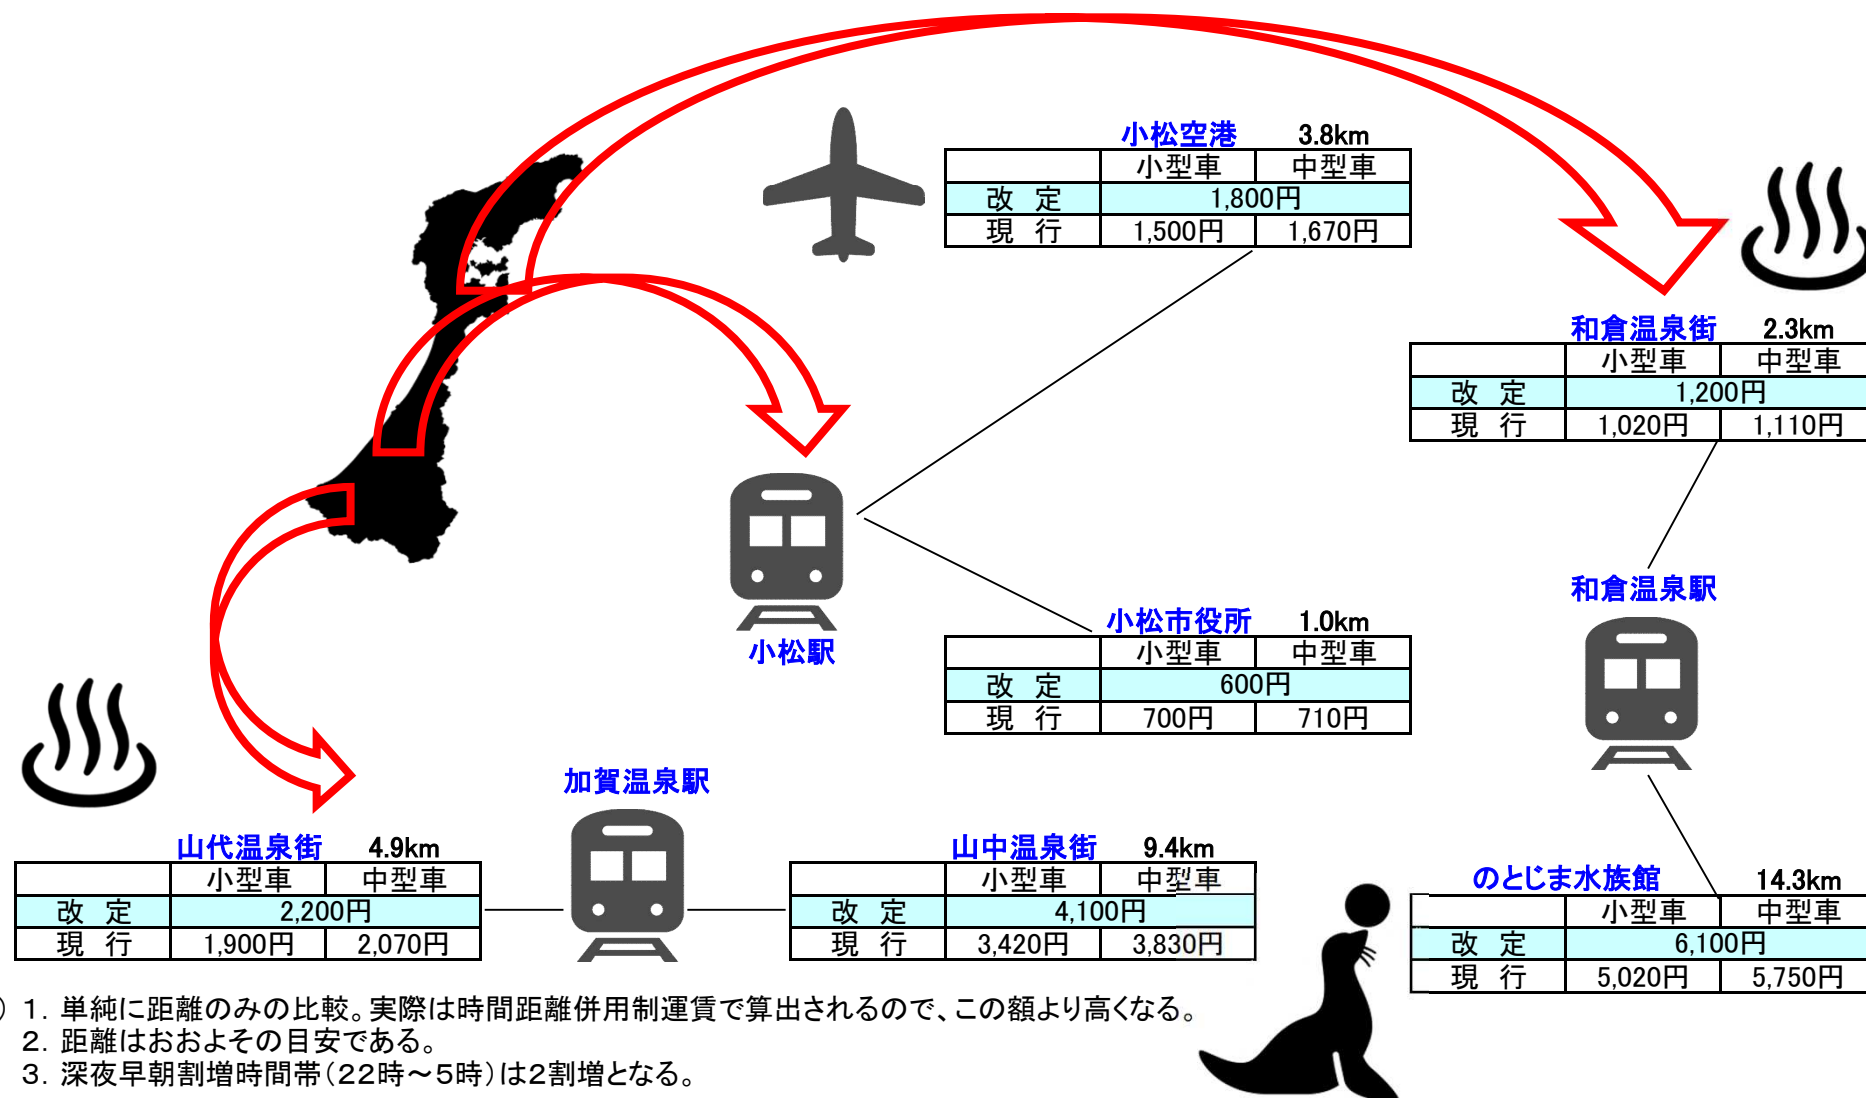 小松空港 3.8km
小型車 中型車
改 定 1,800円
現 行 1,500円 1,670円
和倉温泉街 2.3km
小型車 中型車
改 定 1,200円
現 行 1,020円 1,110円
和倉温泉駅
小松駅
小松市役所 1.0km
小型車 中型車
改 定 600円
現 行 700円 710円
加賀温泉駅
山代温泉街 4.9km
小型車 中型車
改 定 2,200円
現 行 1,900円 2,070円
山中温泉街 9.4km
小型車 中型車
改 定 4,100円
現 行 3,420円 3,830円
のとじま水族館 14.3km
小型車 中型車
改 定 6,100円
現 行 5,020円 5,750円
) 1. 単純に距離のみの比較。実際は時間距離併用制運賃で算出されるので、この額より高くなる。
2. 距離はおおよその目安である。
3. 深夜早朝割増時間帯(22時～5時)は2割増となる。